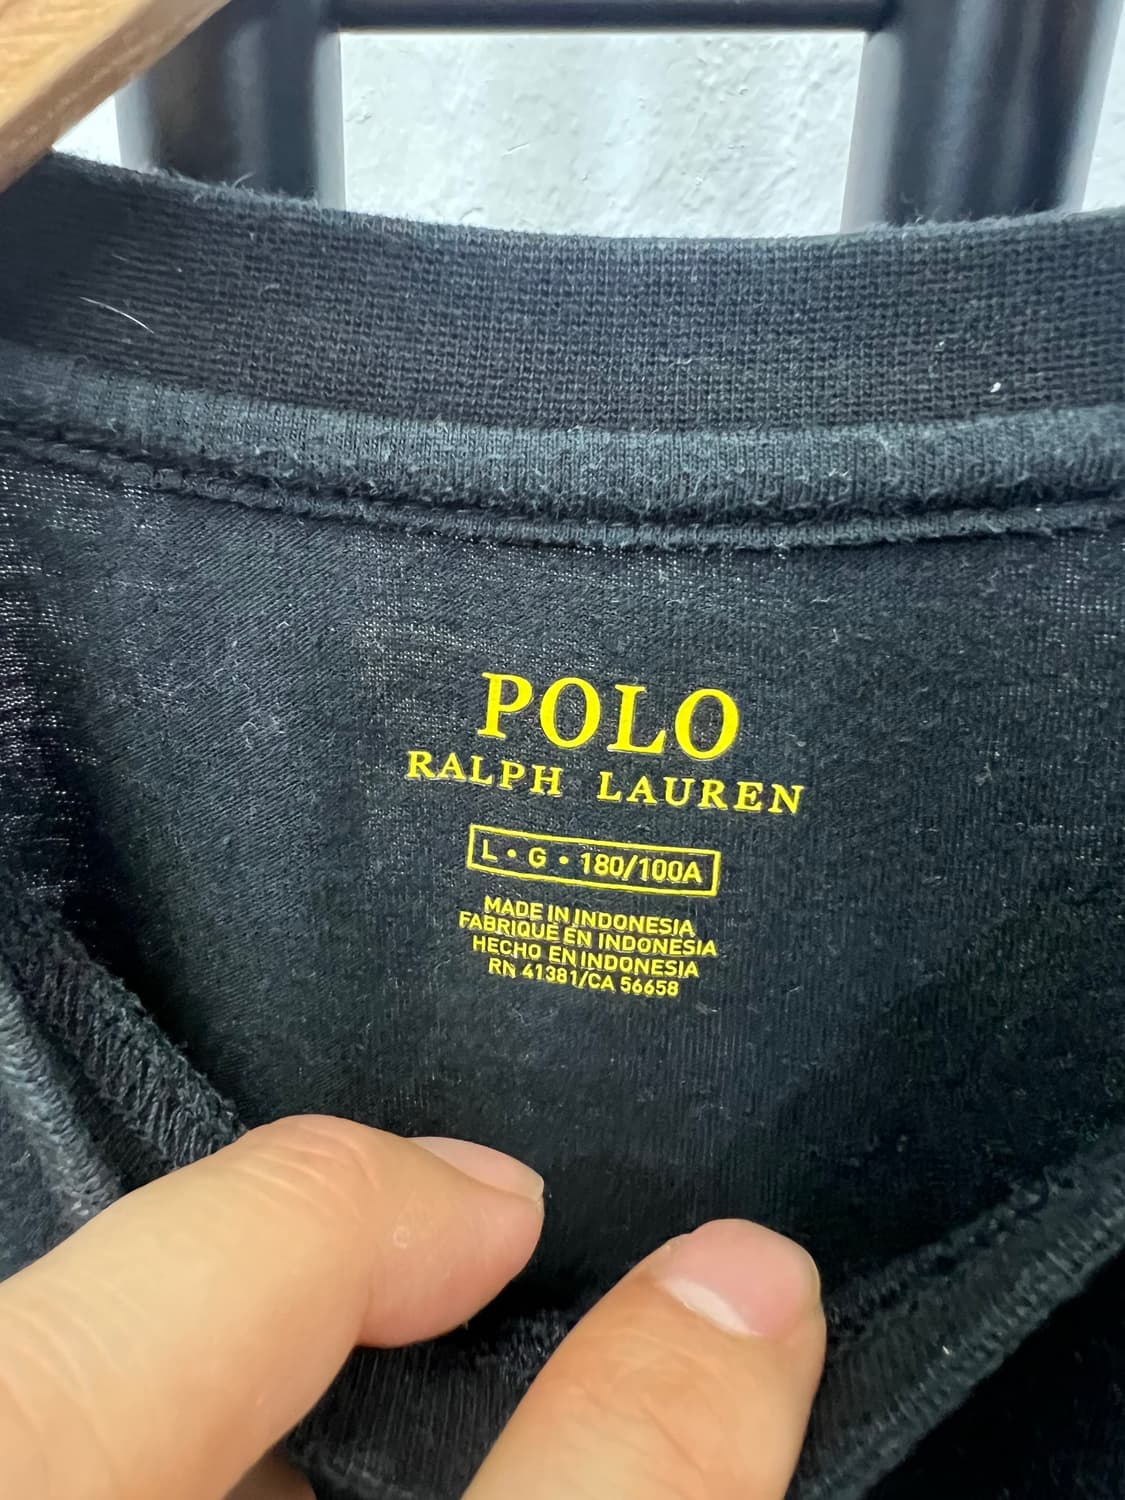 POLO
RALPH LAUREN
L • G • 180/100A
MADE IN INDONESIA
FABRIQUÉ EN INDONESIA
HECHO EN INDONESIA
RN 41381/CA 56658